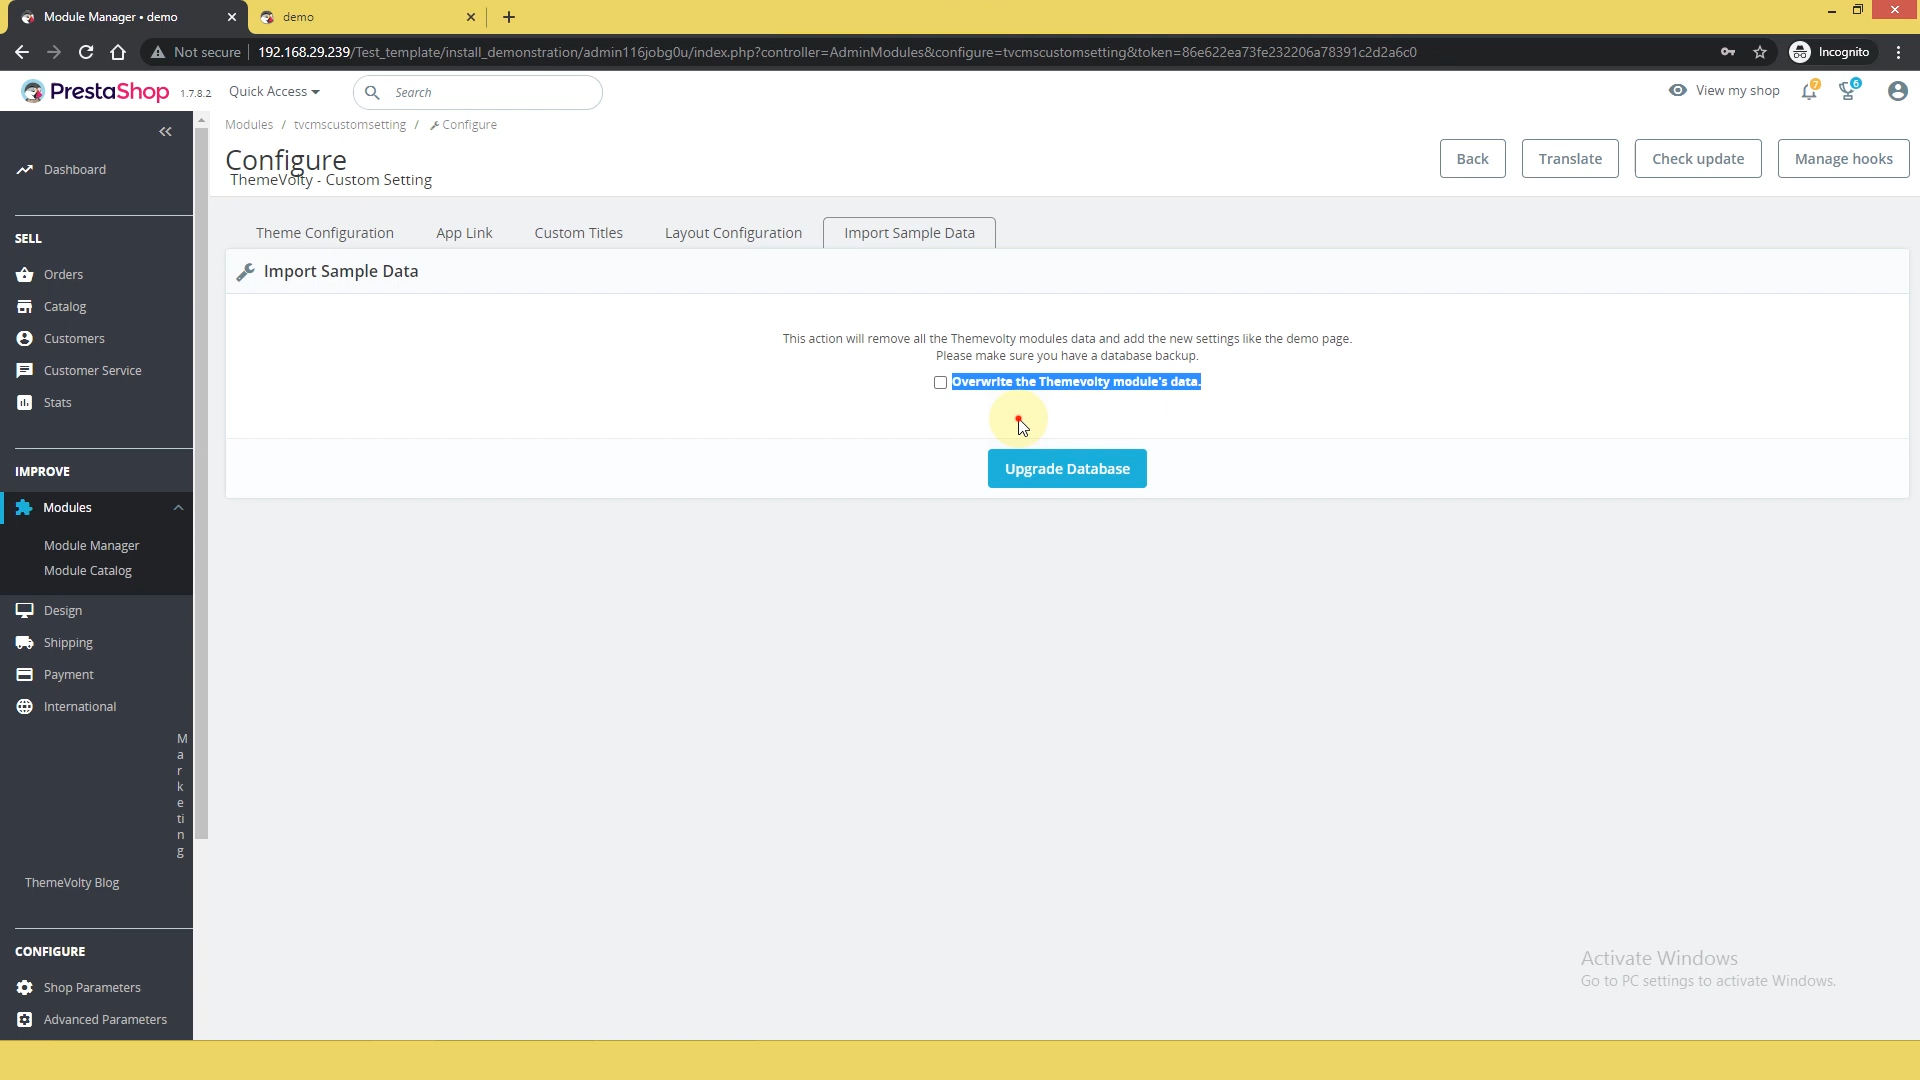 Module Manager • demo
demo
Not secure 192.168.29.239/Test_template/install_demonstration/admin116jobg0u/index.php?controller=AdminModules&configure=tvcmscustomsetting&token=86e622ea73fe232206a78391c2d2a6c0
Incognito
PrestaShop 1.7.8.2 Quick Access Search View my shop 7 6
Modules / tvcmscustomsetting / Configure
Configure
ThemeVolty - Custom Setting
Back Translate Check update Manage hooks
Dashboard
SELL
Orders
Catalog
Customers
Customer Service
Stats
IMPROVE
Modules
Module Manager
Module Catalog
Design
Shipping
Payment
International
Marketing
ThemeVolty Blog
CONFIGURE
Shop Parameters
Advanced Parameters
Theme Configuration App Link Custom Titles Layout Configuration Import Sample Data
Import Sample Data
This action will remove all the Themevolty modules data and add the new settings like the demo page.
Please make sure you have a database backup.
Overwrite the Themevolty module's data.
Upgrade Database
Activate Windows
Go to PC settings to activate Windows.